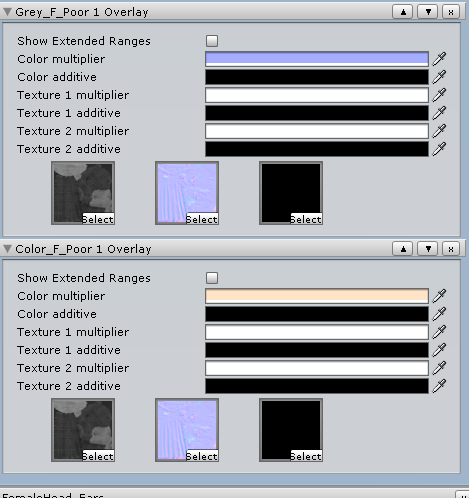 Grey_F_Poor 1 Overlay ▲ ▼ x
Show Extended Ranges
Color multiplier
Color additive
Texture 1 multiplier
Texture 1 additive
Texture 2 multiplier
Texture 2 additive
Select Select Select
Color_F_Poor 1 Overlay ▲ ▼ x
Show Extended Ranges
Color multiplier
Color additive
Texture 1 multiplier
Texture 1 additive
Texture 2 multiplier
Texture 2 additive
Select Select Select
FemaleHead_Ears